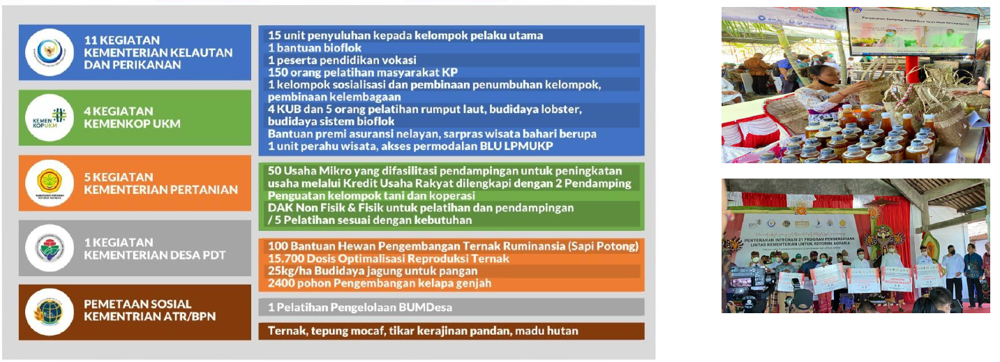 11 KEGIATAN
KEMENTERIAN KELAUTAN
DAN PERIKANAN
15 unit penyuluhan kepada kelompok pelaku utama
1 bantuan bioflok
1 peserta pendidikan vokasi
150 orang pelatihan masyarakat KP
1 kelompok sosialisasi dan pembinaan penumbuhan kelompok,
pembinaan kelembagaan
4 KUB dan 5 orang pelatihan rumput laut, budidaya lobster,
budidaya sistem bioflok
Bantuan premi asuransi nelayan, sarpras wisata bahari berupa
1 unit perahu wisata, akses permodalan BLU LPMUKP
KEMEN
KOPUKM
4 KEGIATAN
KEMENKOP UKM
50 Usaha Mikro yang difasilitasi pendampingan untuk peningkatan
usaha melalui Kredit Usaha Rakyat dilengkapi dengan 2 Pendamping
Penguatan kelompok tani dan koperasi
DAK Non Fisik & Fisik untuk pelatihan dan pendampingan
/ 5 Pelatihan sesuai dengan kebutuhan
5 KEGIATAN
KEMENTERIAN PERTANIAN
100 Bantuan Hewan Pengembangan Ternak Ruminansia (Sapi Potong)
15.700 Dosis Optimalisasi Reproduksi Ternak
25kg/ha Budidaya jagung untuk pangan
2400 pohon Pengembangan kelapa genjah
1 KEGIATAN
KEMENTERIAN DESA PDT
1 Pelatihan Pengelolaan BUMDesa
PEMETAAN SOSIAL
KEMENTRIAN ATR/BPN
Ternak, tepung mocaf, tikar kerajinan pandan, madu hutan
PENYERAHAN INTEGRASI 21 PROGRAM PEMBERDAYAAN
LINTAS KEMENTERIAN UNTUK REFORMA AGRARIA